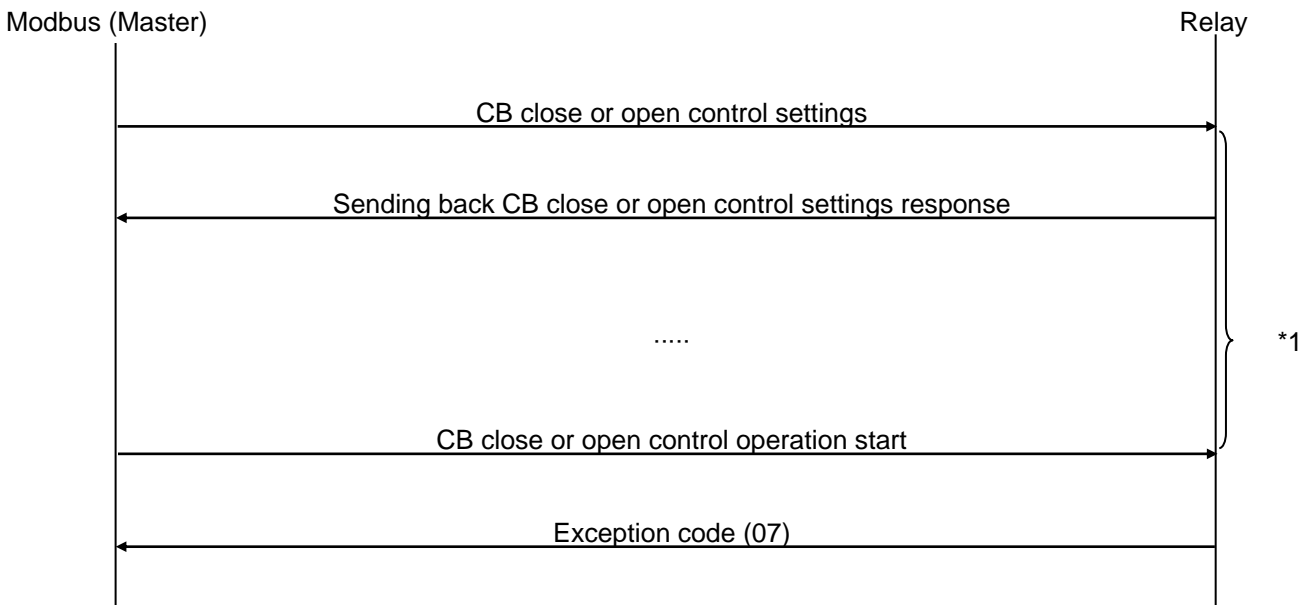 Modbus (Master)
Relay
CB close or open control settings
Sending back CB close or open control settings response
.....
*1
CB close or open control operation start
Exception code (07)